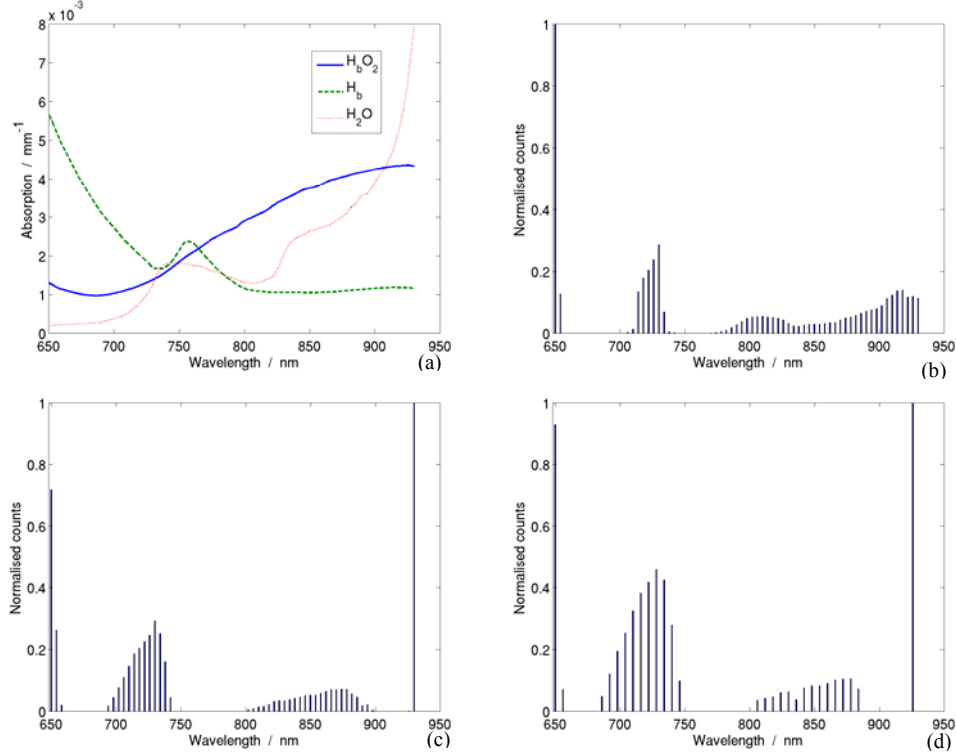 x 10⁻³
8
7
6
5
4
3
2
1
0
Absorption / mm⁻¹
HbO2
Hb
H2O
650 700 750 800 850 900 950
Wavelength / nm
(a)
1
0.8
0.6
0.4
0.2
0
Normalised counts
650 700 750 800 850 900 950
Wavelength / nm
(b)
1
0.8
0.6
0.4
0.2
0
Normalised counts
650 700 750 800 850 900 950
Wavelength / nm
(c)
1
0.8
0.6
0.4
0.2
0
Normalised counts
650 700 750 800 850 900 950
Wavelength / nm
(d)